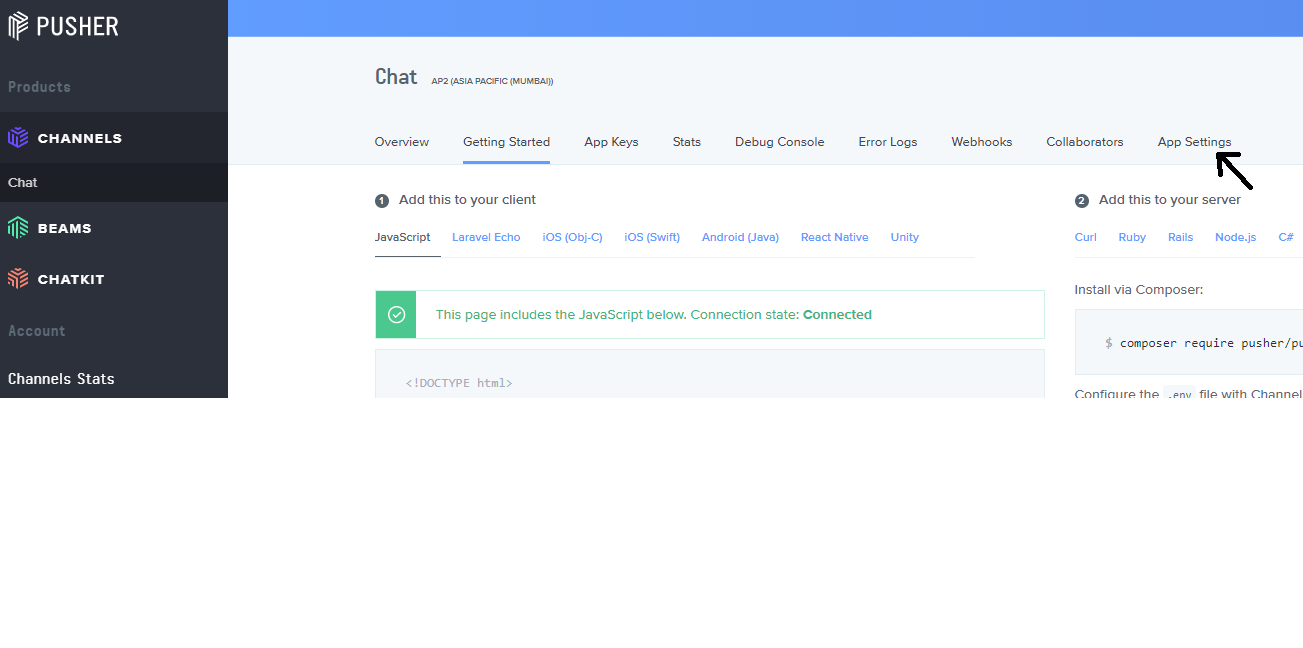 PUSHER
Products
CHANNELS
Chat
BEAMS
CHATKIT
Account
Channels Stats
Chat AP2 (ASIA PACIFIC (MUMBAI))
Overview Getting Started App Keys Stats Debug Console Error Logs Webhooks Collaborators App Settings
1 Add this to your client
JavaScript Laravel Echo iOS (Obj-C) iOS (Swift) Android (Java) React Native Unity
This page includes the JavaScript below. Connection state: Connected
<!DOCTYPE html>
2 Add this to your server
Curl Ruby Rails Node.js C#
Install via Composer:
$ composer require pusher/pu
Configure the .env file with Channel